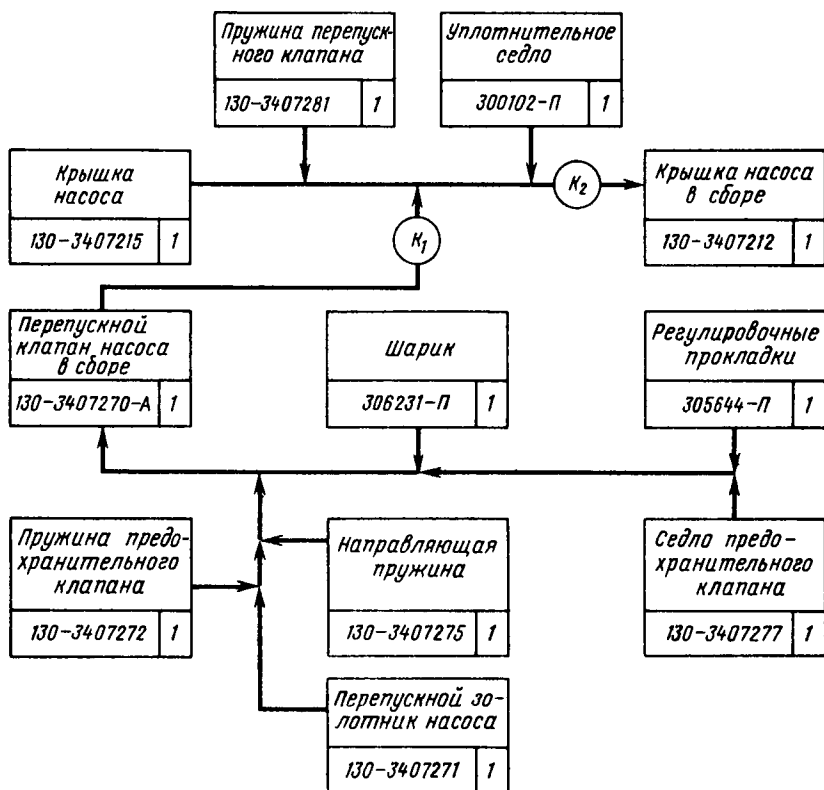 Пружина перепуск-
ного клапана
130-3407281 1
Уплотнительное
седло
300102-П 1
Крышка
насоса
130-3407215 1
К₂
Крышка насоса
в сборе
130-3407212 1
К₁
Перепускной
клапан насоса
в сборе
130-3407270-А 1
Шарик
306231-П 1
Регулировочные
прокладки
305644-П 1
Пружина предо-
хранительного
клапана
130-3407272 1
Направляющая
пружина
130-3407275 1
Седло предо-
хранительного
клапана
130-3407277 1
Перепускной зо-
лотник насоса
130-3407271 1